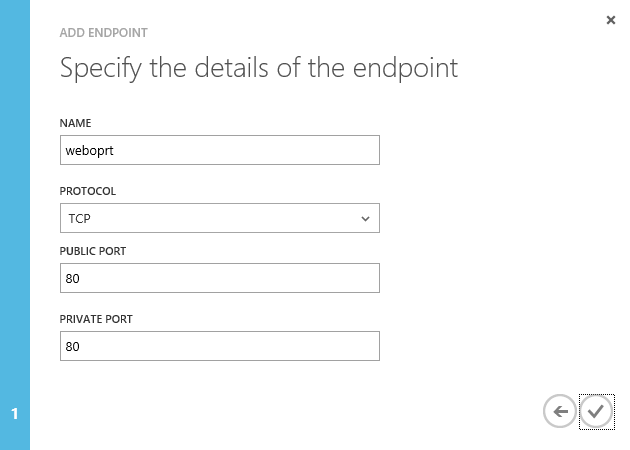 ADD ENDPOINT
Specify the details of the endpoint
NAME
weboprt
PROTOCOL
TCP
PUBLIC PORT
80
PRIVATE PORT
80
1